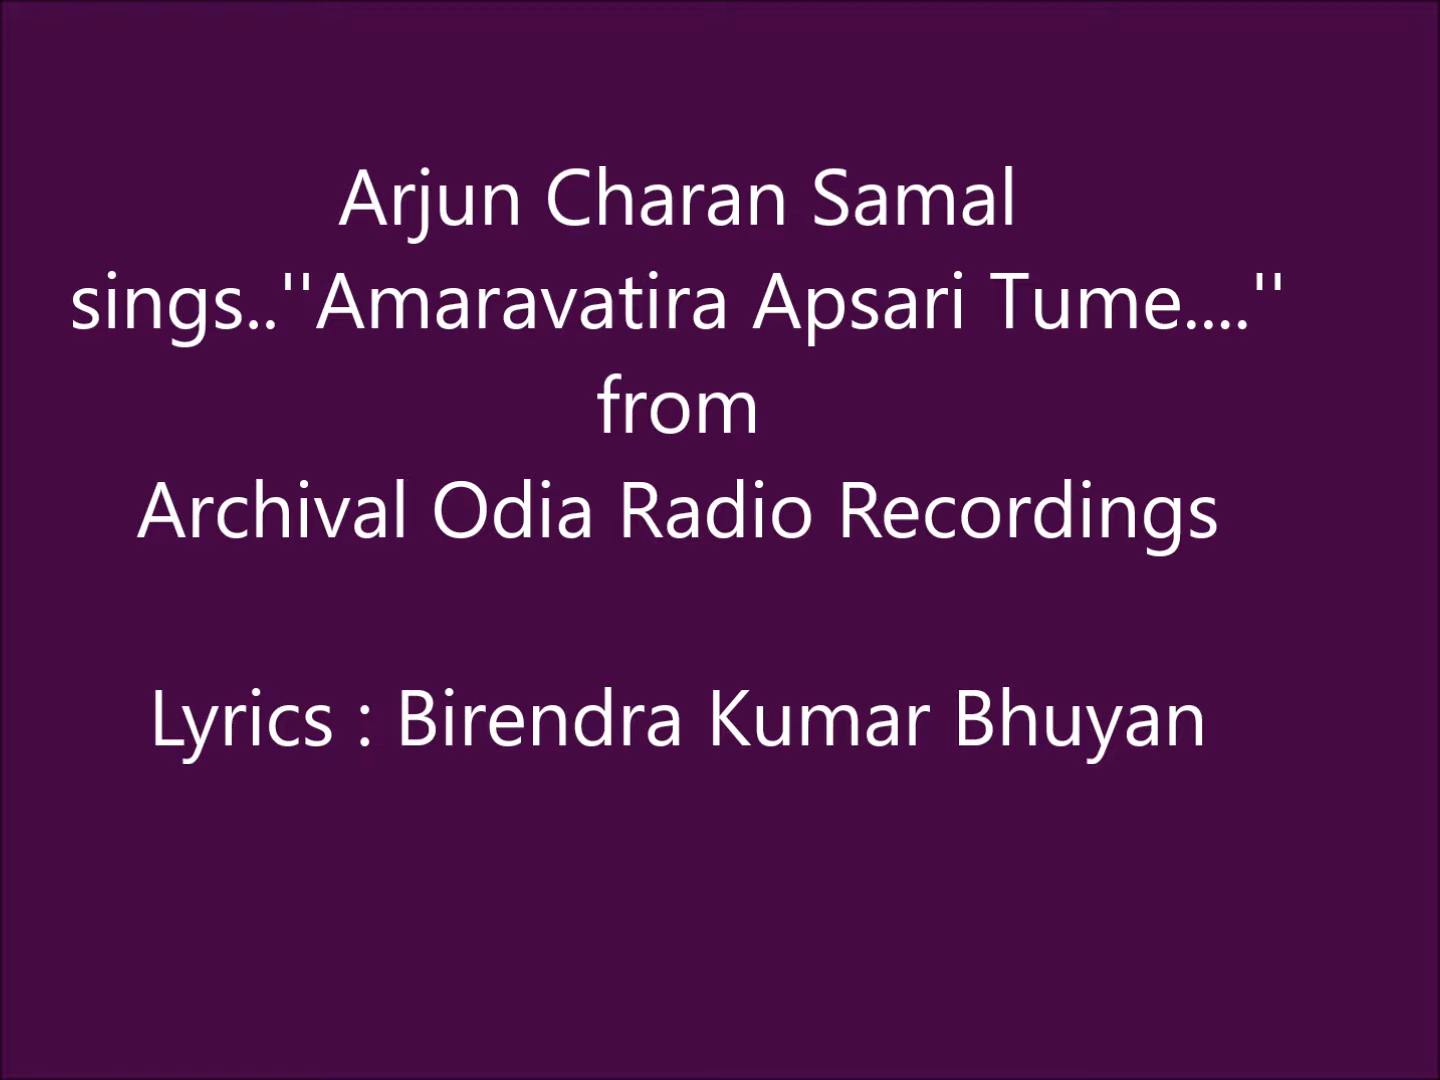 Arjun Charan Samal
sings..''Amaravatira Apsari Tume....''
from
Archival Odia Radio Recordings
Lyrics : Birendra Kumar Bhuyan